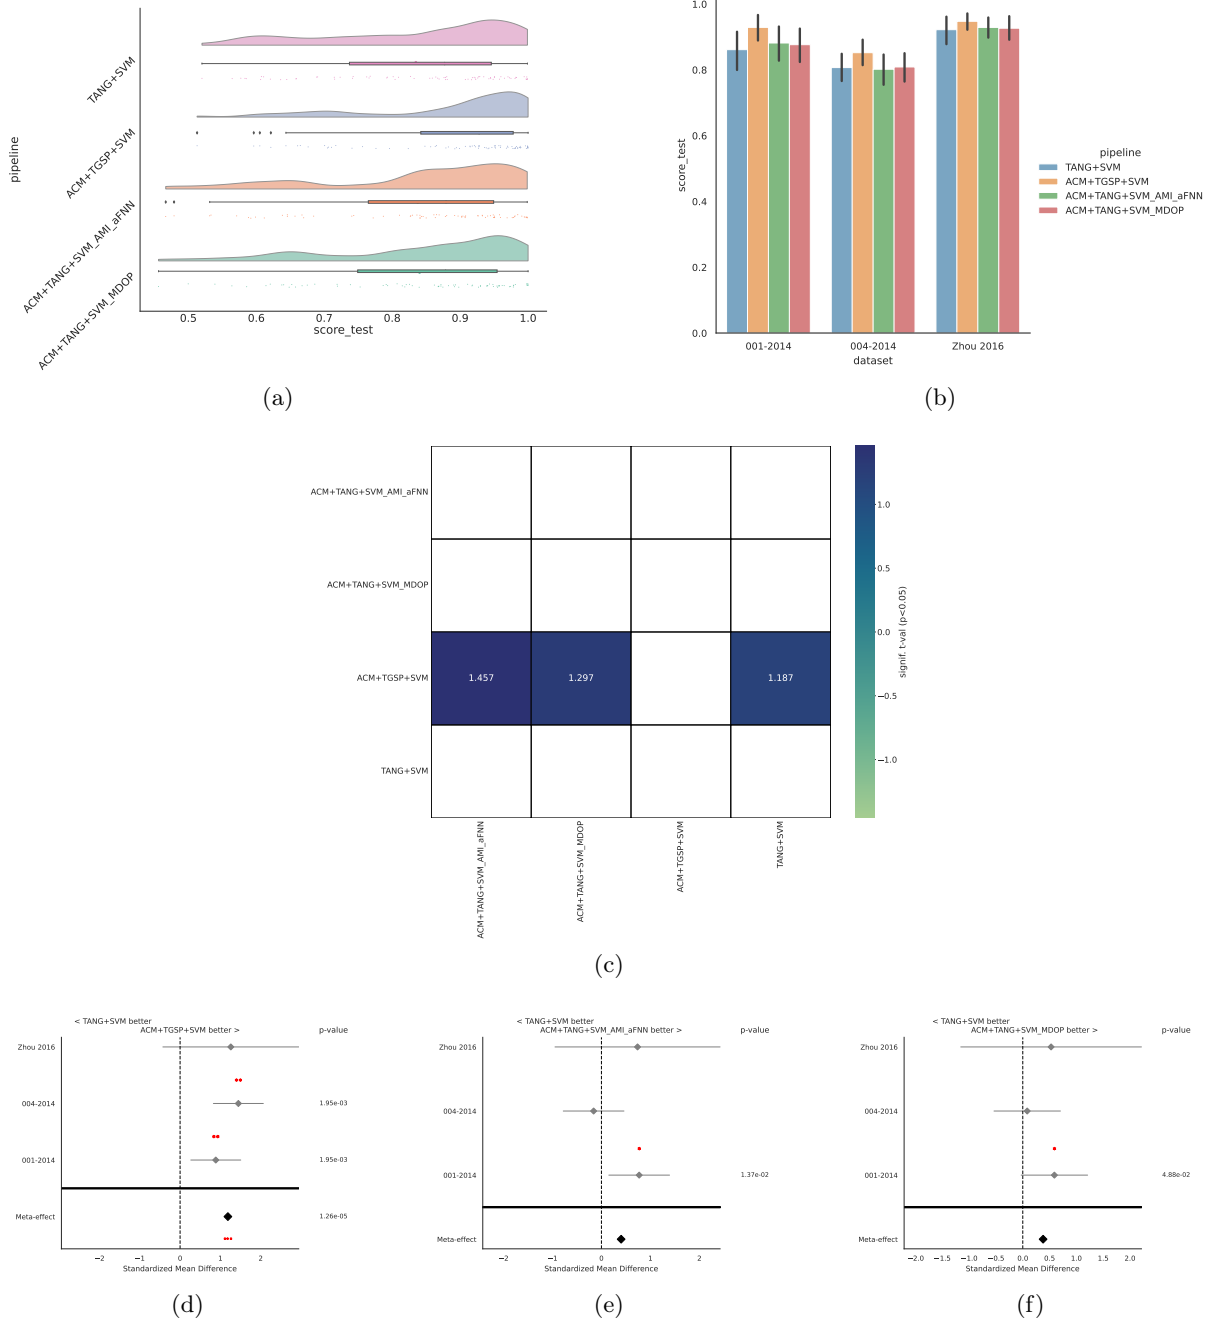 pipeline
TANG+SVM
ACM+TGSP+SVM
ACM+TANG+SVM_AMI_aFNN
ACM+TANG+SVM_MDOP
0.5 0.6 0.7 0.8 0.9 1.0
score_test
(a)
score_test
1.0
0.8
0.6
0.4
0.2
0.0
001-2014 004-2014 Zhou 2016
dataset
pipeline
TANG+SVM
ACM+TGSP+SVM
ACM+TANG+SVM_AMI_aFNN
ACM+TANG+SVM_MDOP
(b)
ACM+TANG+SVM_AMI_aFNN
ACM+TANG+SVM_MDOP
ACM+TGSP+SVM
TANG+SVM
1.457 1.297 1.187
ACM+TANG+SVM_AMI_aFNN
ACM+TANG+SVM_MDOP
ACM+TGSP+SVM
TANG+SVM
1.0
0.5
0.0
−0.5
−1.0
signif. t-val (p<0.05)
(c)
< TANG+SVM better
ACM+TGSP+SVM better >
p-value
Zhou 2016
004-2014 1.95e-03
001-2014 1.95e-03
Meta-effect 1.26e-05
−2 −1 0 1 2
Standardized Mean Difference
(d)
< TANG+SVM better
ACM+TANG+SVM_AMI_aFNN better >
p-value
Zhou 2016
004-2014
001-2014 1.37e-02
Meta-effect
−2 −1 0 1 2
Standardized Mean Difference
(e)
< TANG+SVM better
ACM+TANG+SVM_MDOP better >
p-value
Zhou 2016
004-2014
001-2014 4.88e-02
Meta-effect
−2.0 −1.5 −1.0 −0.5 0.0 0.5 1.0 1.5 2.0
Standardized Mean Difference
(f)